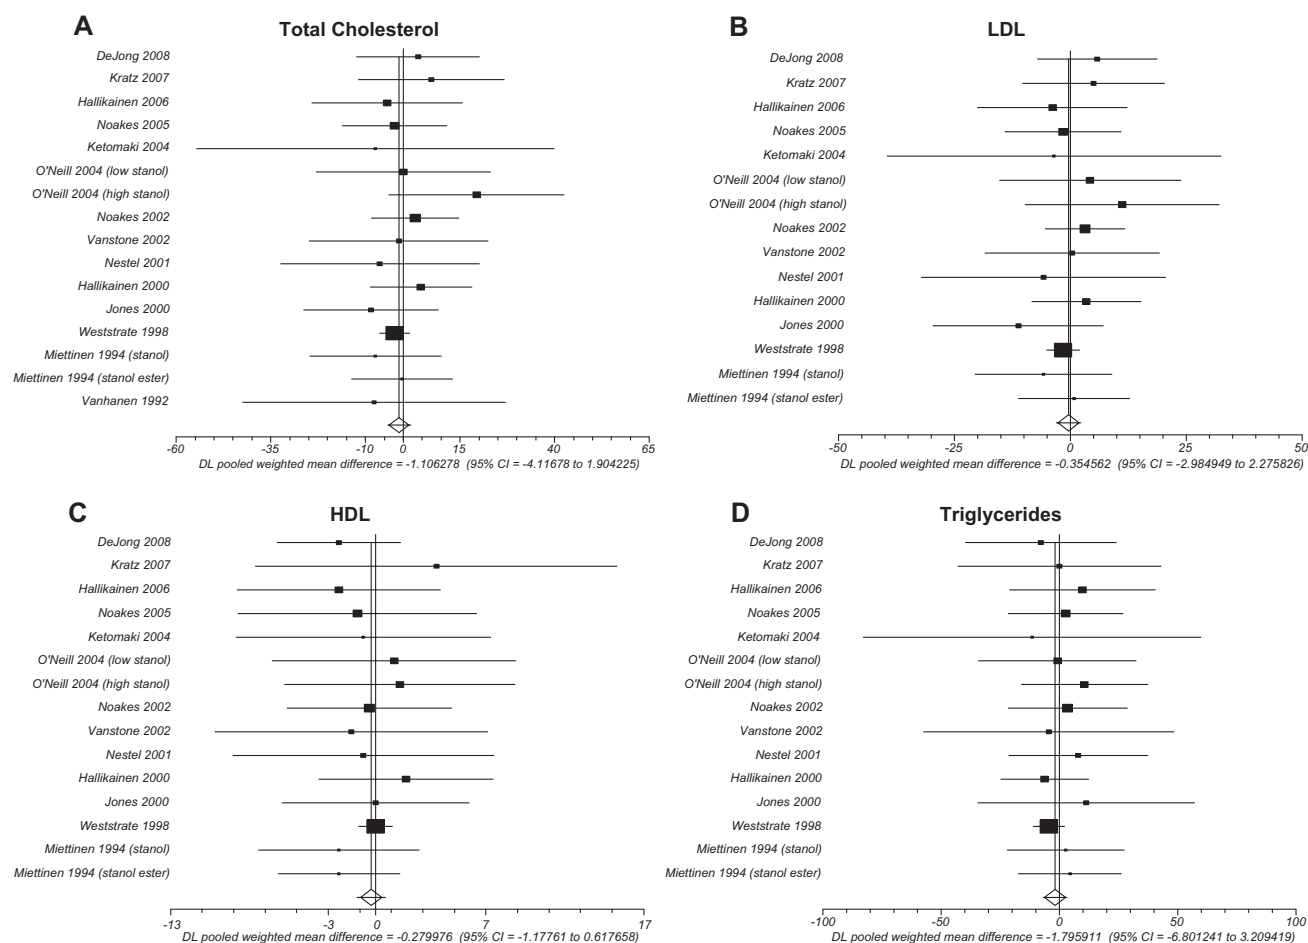 A
Total Cholesterol
DeJong 2008
Kratz 2007
Hallikainen 2006
Noakes 2005
Ketomaki 2004
O'Neill 2004 (low stanol)
O'Neill 2004 (high stanol)
Noakes 2002
Vanstone 2002
Nestel 2001
Hallikainen 2000
Jones 2000
Weststrate 1998
Miettinen 1994 (stanol)
Miettinen 1994 (stanol ester)
Vanhanen 1992
-60 -35 -10 0 15 40 65
DL pooled weighted mean difference = -1.106278 (95% CI = -4.11678 to 1.904225)
B
LDL
DeJong 2008
Kratz 2007
Hallikainen 2006
Noakes 2005
Ketomaki 2004
O'Neill 2004 (low stanol)
O'Neill 2004 (high stanol)
Noakes 2002
Vanstone 2002
Nestel 2001
Hallikainen 2000
Jones 2000
Weststrate 1998
Miettinen 1994 (stanol)
Miettinen 1994 (stanol ester)
-50 -25 0 25 50
DL pooled weighted mean difference = -0.354562 (95% CI = -2.984949 to 2.275826)
C
HDL
DeJong 2008
Kratz 2007
Hallikainen 2006
Noakes 2005
Ketomaki 2004
O'Neill 2004 (low stanol)
O'Neill 2004 (high stanol)
Noakes 2002
Vanstone 2002
Nestel 2001
Hallikainen 2000
Jones 2000
Weststrate 1998
Miettinen 1994 (stanol)
Miettinen 1994 (stanol ester)
-13 -3 0 7 17
DL pooled weighted mean difference = -0.279976 (95% CI = -1.17761 to 0.617658)
D
Triglycerides
DeJong 2008
Kratz 2007
Hallikainen 2006
Noakes 2005
Ketomaki 2004
O'Neill 2004 (low stanol)
O'Neill 2004 (high stanol)
Noakes 2002
Vanstone 2002
Nestel 2001
Hallikainen 2000
Jones 2000
Weststrate 1998
Miettinen 1994 (stanol)
Miettinen 1994 (stanol ester)
-100 -50 0 50 100
DL pooled weighted mean difference = -1.795911 (95% CI = -6.801241 to 3.209419)